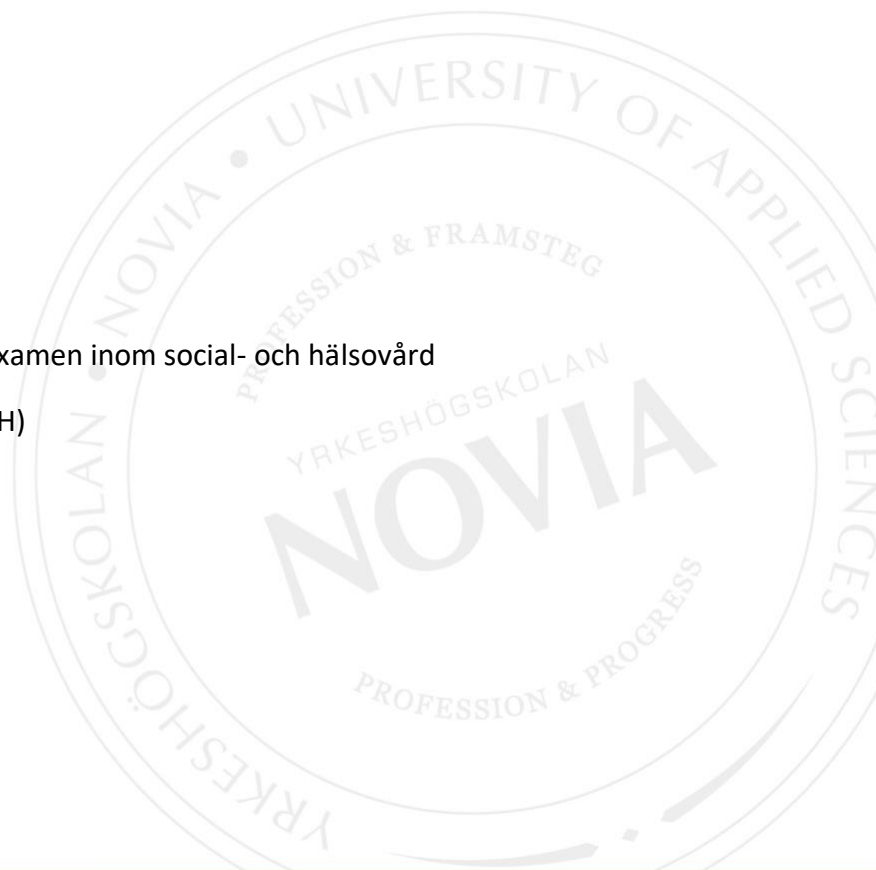 UNIVERSITY OF APPLIED SCIENCES
YRKESHÖGSKOLAN • NOVIA •
PROFESSION & FRAMSTEG
xamen inom social- och hälsovård
H)
YRKESHÖGSKOLAN
NOVIA
PROFESSION & PROGRESS